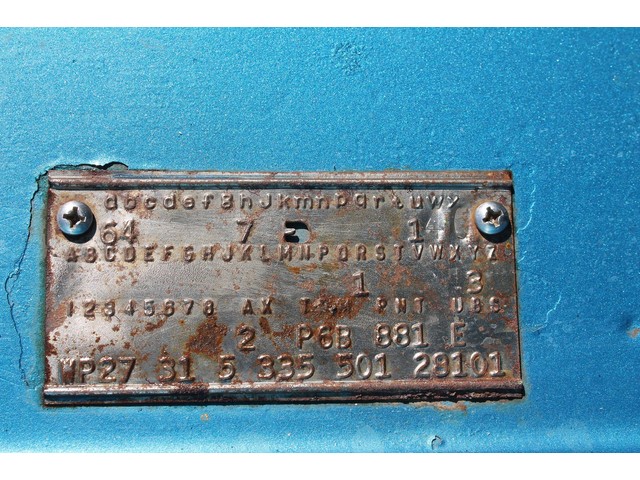 abcdefghJkmnpqrtuwx
64 7 14
ABCDEFGHJKLMNPQRSTVWXYZ
1 3
12345678 AX TRM PNT UBS
2 P6B 881 E
WP27 31 5 335 501 28101